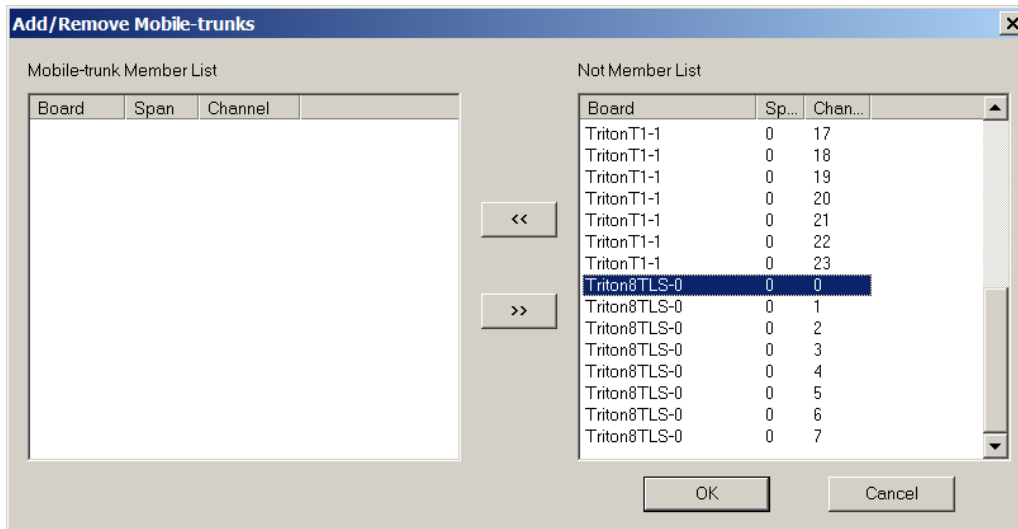 Add/Remove Mobile-trunks
Mobile-trunk Member List
Board Span Channel
<<
>>
Not Member List
Board Sp... Chan...
TritonT1-1 0 17
TritonT1-1 0 18
TritonT1-1 0 19
TritonT1-1 0 20
TritonT1-1 0 21
TritonT1-1 0 22
TritonT1-1 0 23
Triton8TLS-0 0 0
Triton8TLS-0 0 1
Triton8TLS-0 0 2
Triton8TLS-0 0 3
Triton8TLS-0 0 4
Triton8TLS-0 0 5
Triton8TLS-0 0 6
Triton8TLS-0 0 7
OK Cancel